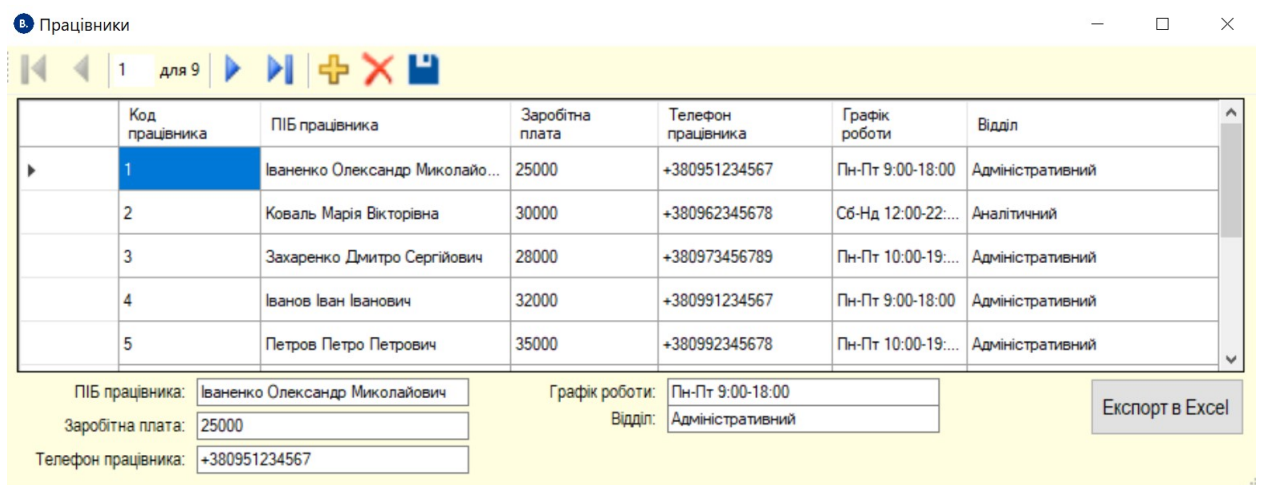 B. Працівники
1 для 9
Код працівника ПІБ працівника Заробітна плата Телефон працівника Графік роботи Відділ
1 Іваненко Олександр Миколайо... 25000 +380951234567 Пн-Пт 9:00-18:00 Адміністративний
2 Коваль Марія Вікторівна 30000 +380962345678 Сб-Нд 12:00-22:... Аналітичний
3 Захаренко Дмитро Сергійович 28000 +380973456789 Пн-Пт 10:00-19:... Адміністративний
4 Іванов Іван Іванович 32000 +380991234567 Пн-Пт 9:00-18:00 Адміністративний
5 Петров Петро Петрович 35000 +380992345678 Пн-Пт 10:00-19:... Адміністративний
ПІБ працівника: Іваненко Олександр Миколайович
Заробітна плата: 25000
Телефон працівника: +380951234567
Графік роботи: Пн-Пт 9:00-18:00
Відділ: Адміністративний
Експорт в Excel